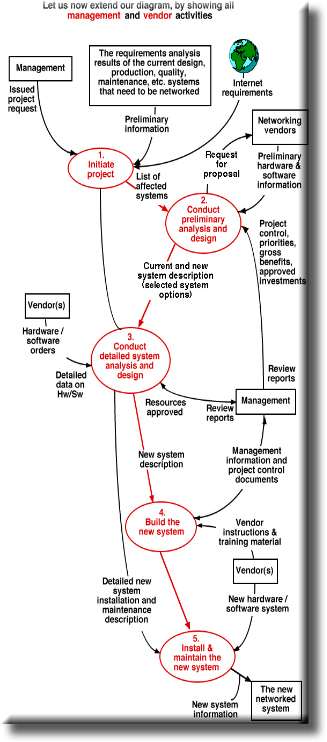 Let us now extend our diagram, by showing all
management and vendor activities
The requirements analysis
results of the current design,
production, quality,
maintenance, etc. systems
that need to be networked
Management
Issued
project
request
Internet
requirements
Preliminary
information
Networking
vendors
1.
Initiate
project
List of
affected
systems
Request
for
proposal
Preliminary
hardware &
software
information
2.
Conduct
preliminary
analysis and
design
Project
control,
priorities,
gross
benefits,
approved
investments
Current and new
system description
(selected system
options)
Vendor(s)
Hardware /
software
orders
3.
Conduct
detailed system
analysis and
design
Detailed
data on
Hw/Sw
Review
reports
Resources
approved
Review
reports
Management
New system
description
Management
information and
project control
documents
4.
Build the
new system
Vendor
instructions &
training material
Vendor(s)
Detailed new
system
installation and
maintenance
description
New hardware /
software system
5.
Install &
maintain the
new system
New system
information
The new
networked
system